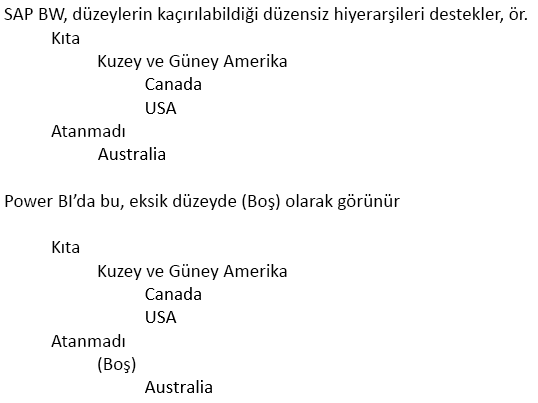 SAP BW, düzeylerin kaçırılabildiği düzensiz hiyerarşileri destekler, ör.
Kıta
Kuzey ve Güney Amerika
Canada
USA
Atanmadı
Australia
Power BI’da bu, eksik düzeyde (Boş) olarak görünür
Kıta
Kuzey ve Güney Amerika
Canada
USA
Atanmadı
(Boş)
Australia